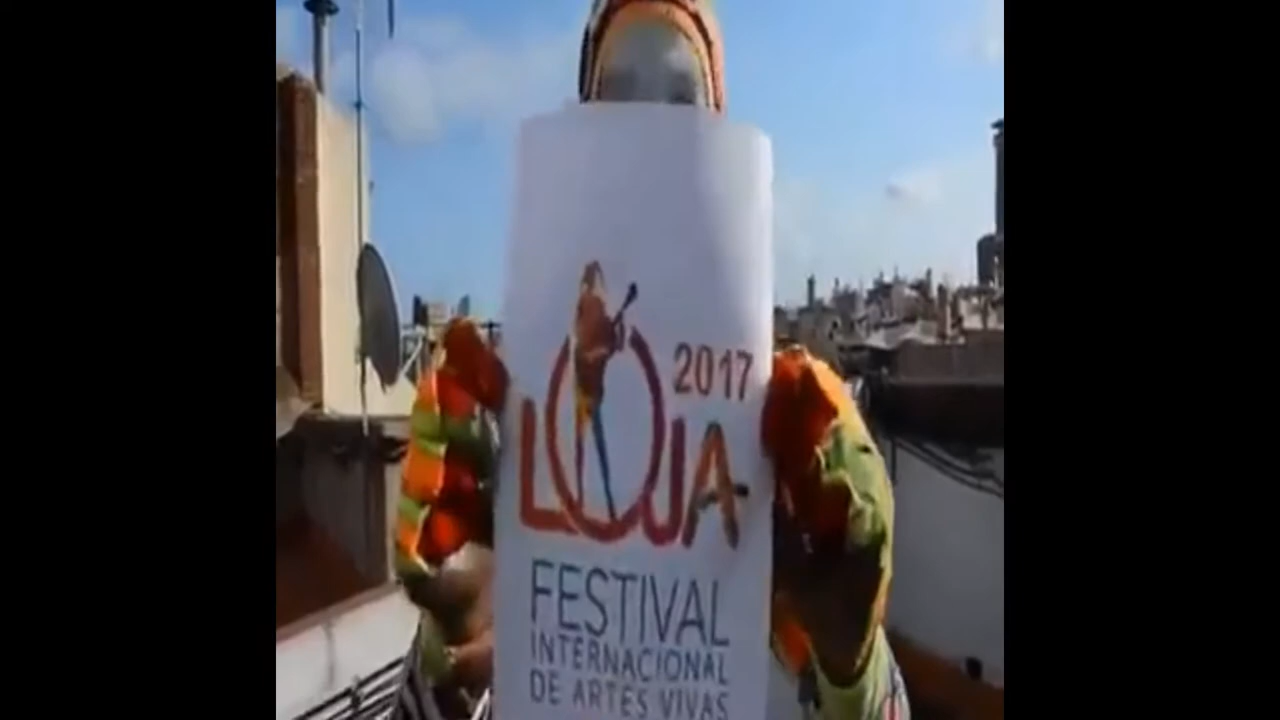 2017
LOJA
FESTIVAL
INTERNACIONAL
DE ARTES VIVAS